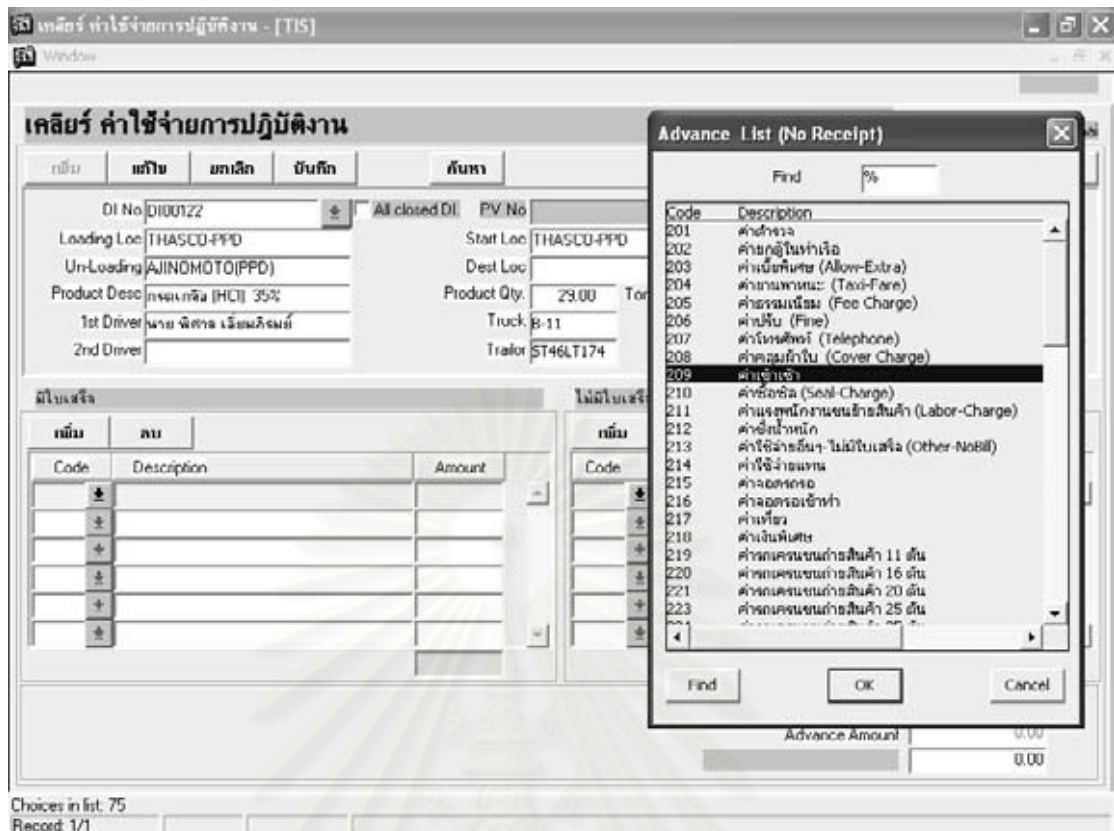 เคลียร์ ค่าใช้จ่ายการปฏิบัติงาน - [TIS]
Window
เคลียร์ ค่าใช้จ่ายการปฏิบัติงาน
เพิ่ม แก้ไข ยกเลิก บันทึก ค้นหา
DI No DI00122 All closed DI PV No
Loading Loc THASCO-PPD Start Loc THASCO-PPD
Un-Loading AJINOMOTO(PPD) Dest Loc
Product Desc กรดเกลือ (HCl) 35% Product Qty. 29.00 Ton
1st Driver นาย พิศาล Truck B-11
2nd Driver Trailor ST46LT174
มีใบเสร็จ ไม่มีใบเสร็จ
เพิ่ม ลบ เพิ่ม
Code Description Amount Code
Advance Amount 0.00
0.00
Advance List (No Receipt)
Find %
Code Description
201 ค่าตำรวจ
202 ค่ายกตู้ในท่าเรือ
203 ค่าเบี้ยพิเศษ (Allow-Extra)
204 ค่ายานพาหนะ (Taxi-Fare)
205 ค่าธรรมเนียม (Fee Charge)
206 ค่าปรับ (Fine)
207 ค่าโทรศัพท์ (Telephone)
208 ค่าคลุมผ้าใบ (Cover Charge)
209 ค่าเข้าเช้า
210 ค่าซื้อซีล (Seal-Charge)
211 ค่าแรงพนักงานขนย้ายสินค้า (Labor-Charge)
212 ค่าชั่งน้ำหนัก
213 ค่าใช้จ่ายอื่นๆ-ไม่มีใบเสร็จ (Other-NoBill)
214 ค่าใช้จ่ายแทน
215 ค่าจอดรถรอ
216 ค่าจอดรอเข้าท่า
217 ค่าเที่ยว
218 ค่าเงินพิเศษ
219 ค่ารถเครนขนถ่ายสินค้า 11 ตัน
220 ค่ารถเครนขนถ่ายสินค้า 16 ตัน
221 ค่ารถเครนขนถ่ายสินค้า 20 ตัน
223 ค่ารถเครนขนถ่ายสินค้า 25 ตัน
Find OK Cancel
Choices in list: 75
Record: 1/1